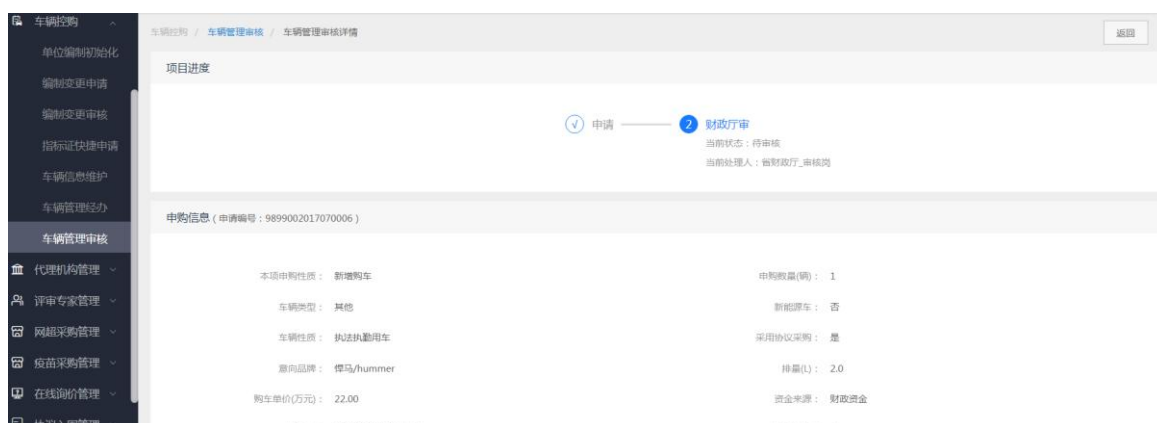 车辆控购
单位编制初始化
编制变更申请
编制变更审核
指标证快捷申请
车辆信息维护
车辆管理经办
车辆管理审核
代理机构管理
评审专家管理
网超采购管理
疫苗采购管理
在线询价管理
车辆控购 / 车辆管理审核 / 车辆管理审核详情
返回
项目进度
申请 2 财政厅审
当前状态：待审核
当前处理人：省财政厅_审核岗
申购信息 ( 申请编号：9899002017070006 )
本项申购性质： 新增购车 申购数量(辆)： 1
车辆类型： 其他 新能源车： 否
车辆性质： 执法执勤用车 采用协议采购： 是
意向品牌： 悍马/hummer 排量(L)： 2.0
购车单价(万元)： 22.00 资金来源： 财政资金